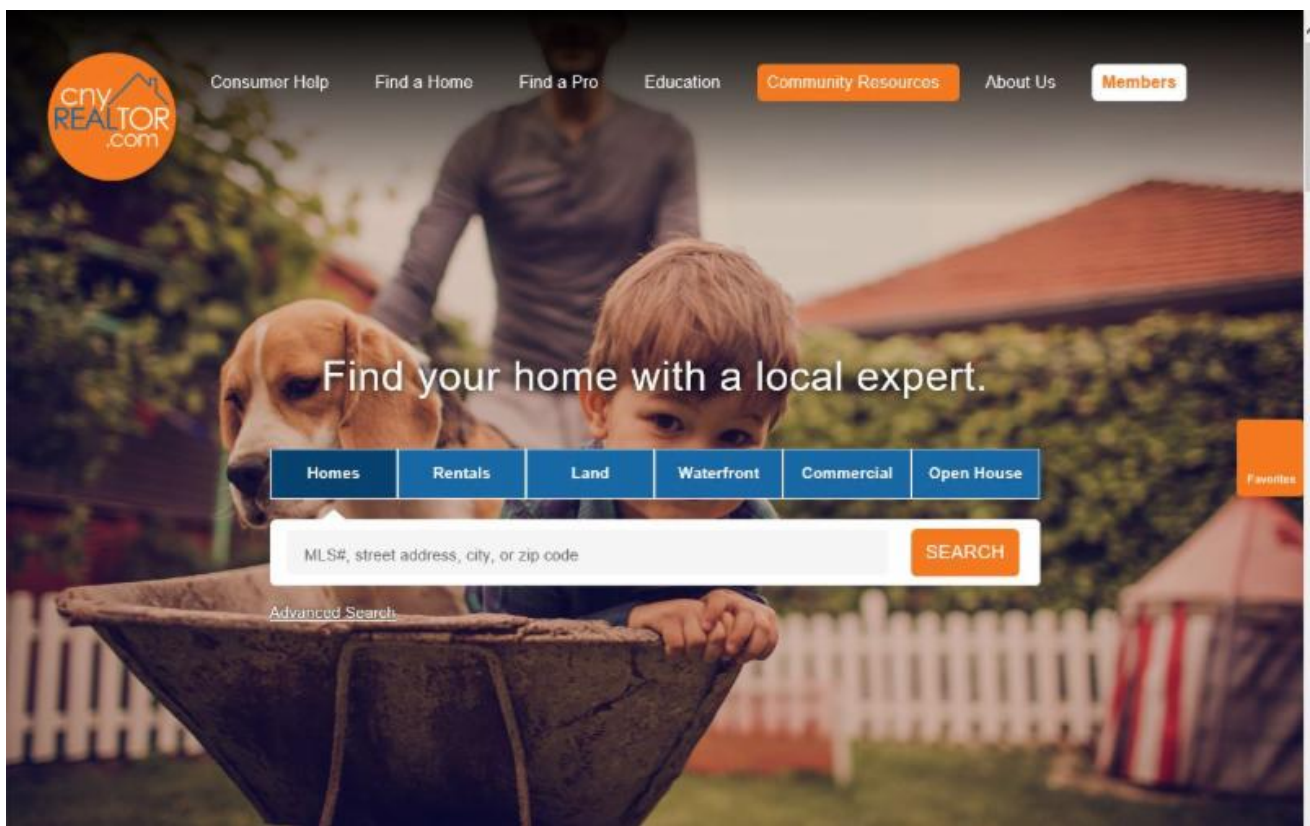 cny
REALTOR
.com
Consumer Help
Find a Home
Find a Pro
Education
Community Resources
About Us
Members
Find your home with a local expert.
Homes
Rentals
Land
Waterfront
Commercial
Open House
MLS#, street address, city, or zip code
SEARCH
Advanced Search
Favorites